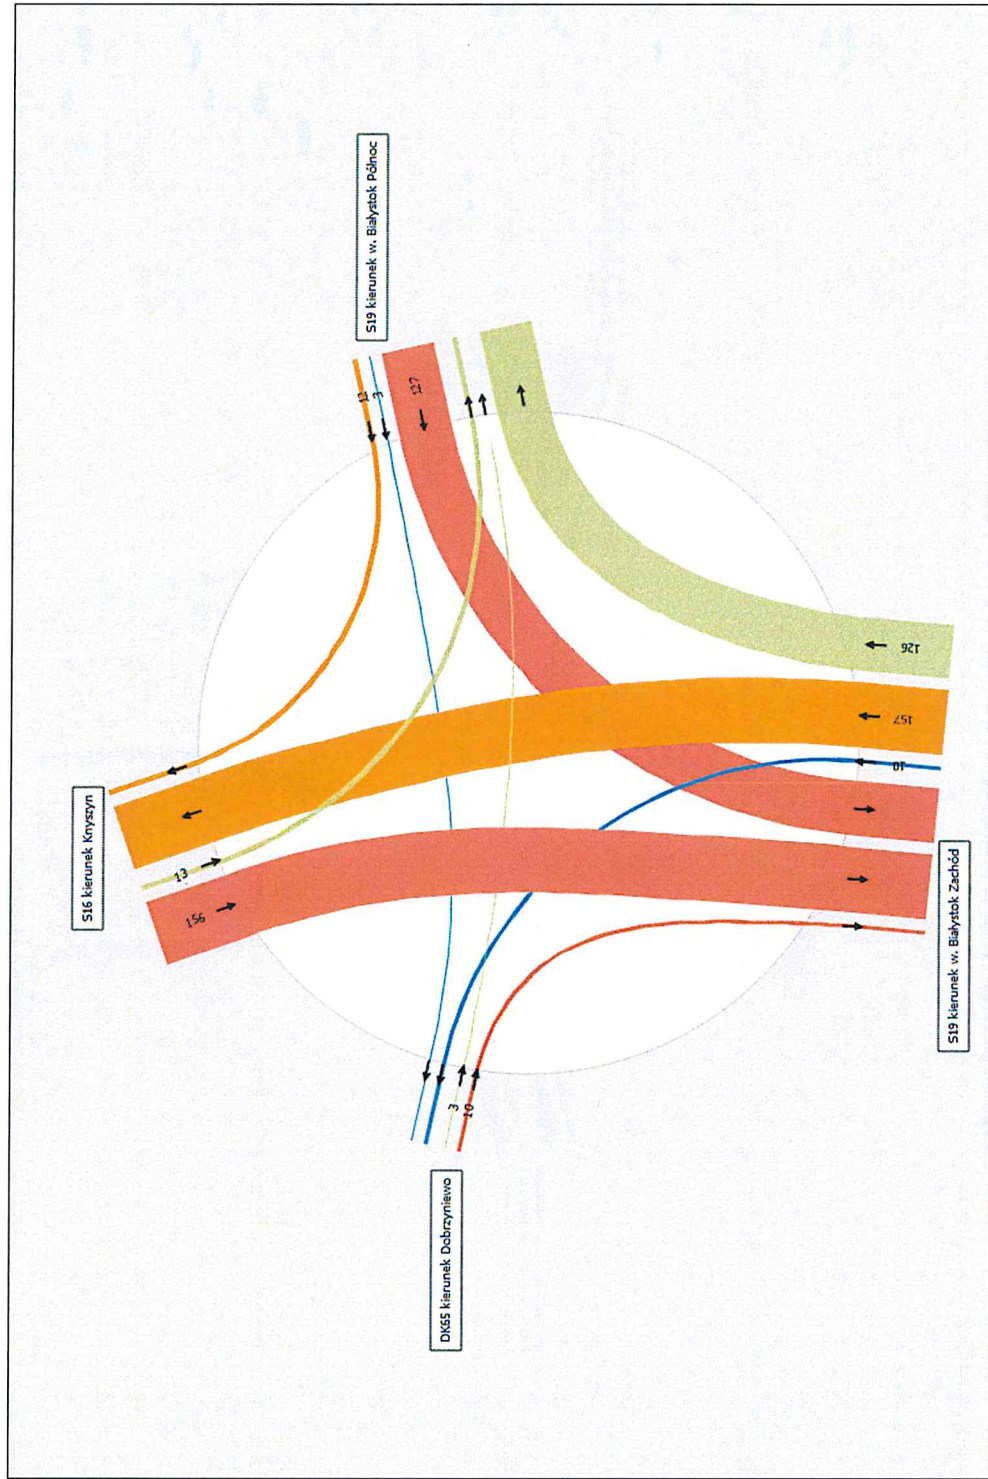 S19 kierunek w. Białystok Północ
12
3
127
S16 kierunek Knyszyn
13
156
126
157
10
S19 kierunek w. Białystok Zachód
3
10
DK65 kierunek Dobrzyniewo